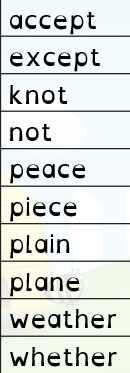 accept
except
knot
not
peace
piece
plain
plane
weather
whether